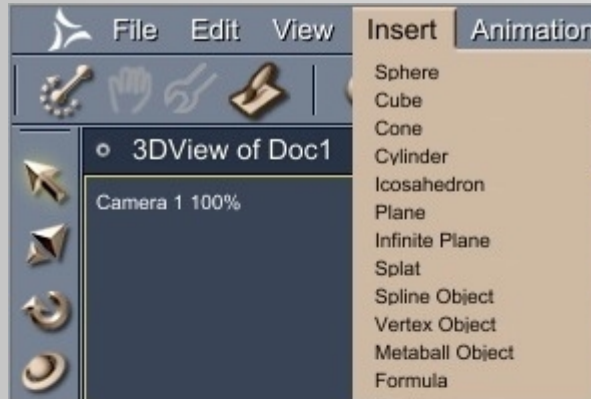 File Edit View Insert Animation
3DView of Doc1
Camera 1 100%
Sphere
Cube
Cone
Cylinder
Icosahedron
Plane
Infinite Plane
Splat
Spline Object
Vertex Object
Metaball Object
Formula